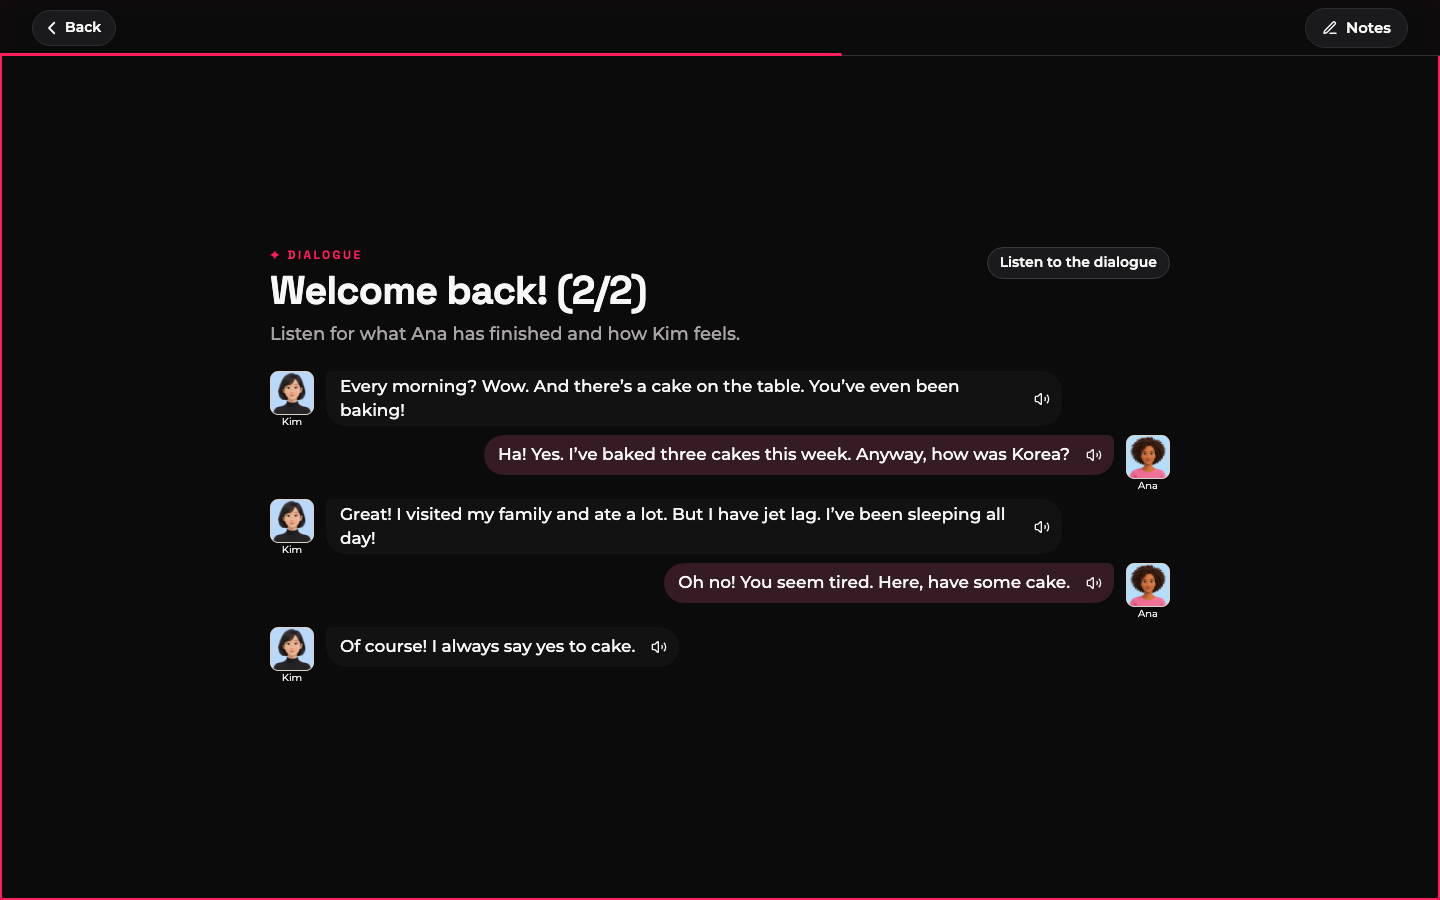 Back
Notes
DIALOGUE
Welcome back! (2/2)
Listen to the dialogue
Listen for what Ana has finished and how Kim feels.
Every morning? Wow. And there’s a cake on the table. You’ve even been
baking!
Kim
Ha! Yes. I’ve baked three cakes this week. Anyway, how was Korea?
Ana
Great! I visited my family and ate a lot. But I have jet lag. I’ve been sleeping all
day!
Kim
Oh no! You seem tired. Here, have some cake.
Ana
Of course! I always say yes to cake.
Kim